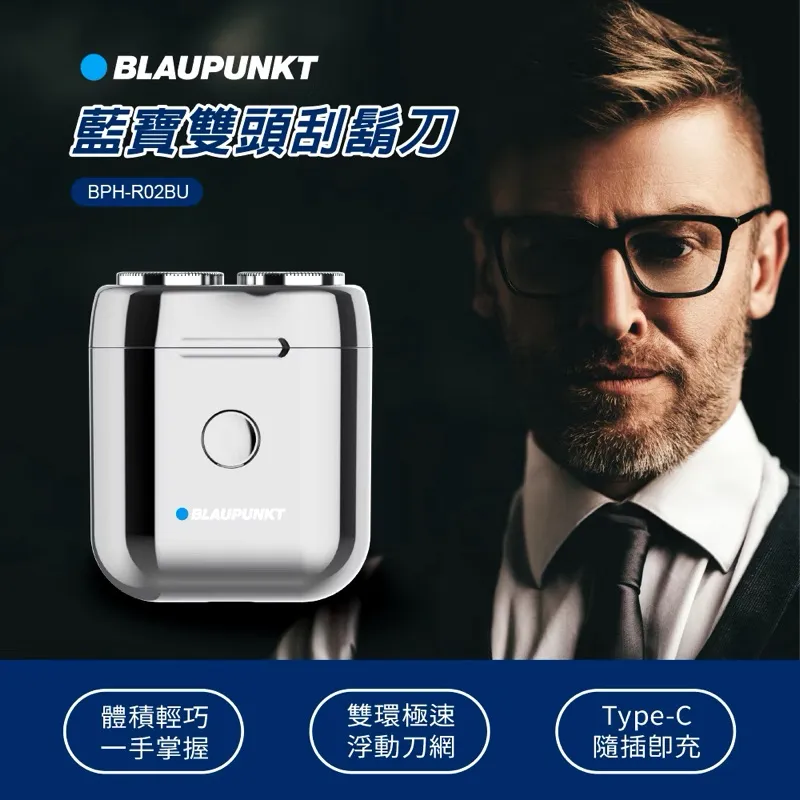 BLAUPUNKT
藍寶雙頭刮鬍刀
BPH-R02BU
BLAUPUNKT
體積輕巧
一手掌握
雙環極速
浮動刀網
Type-C
隨插即充